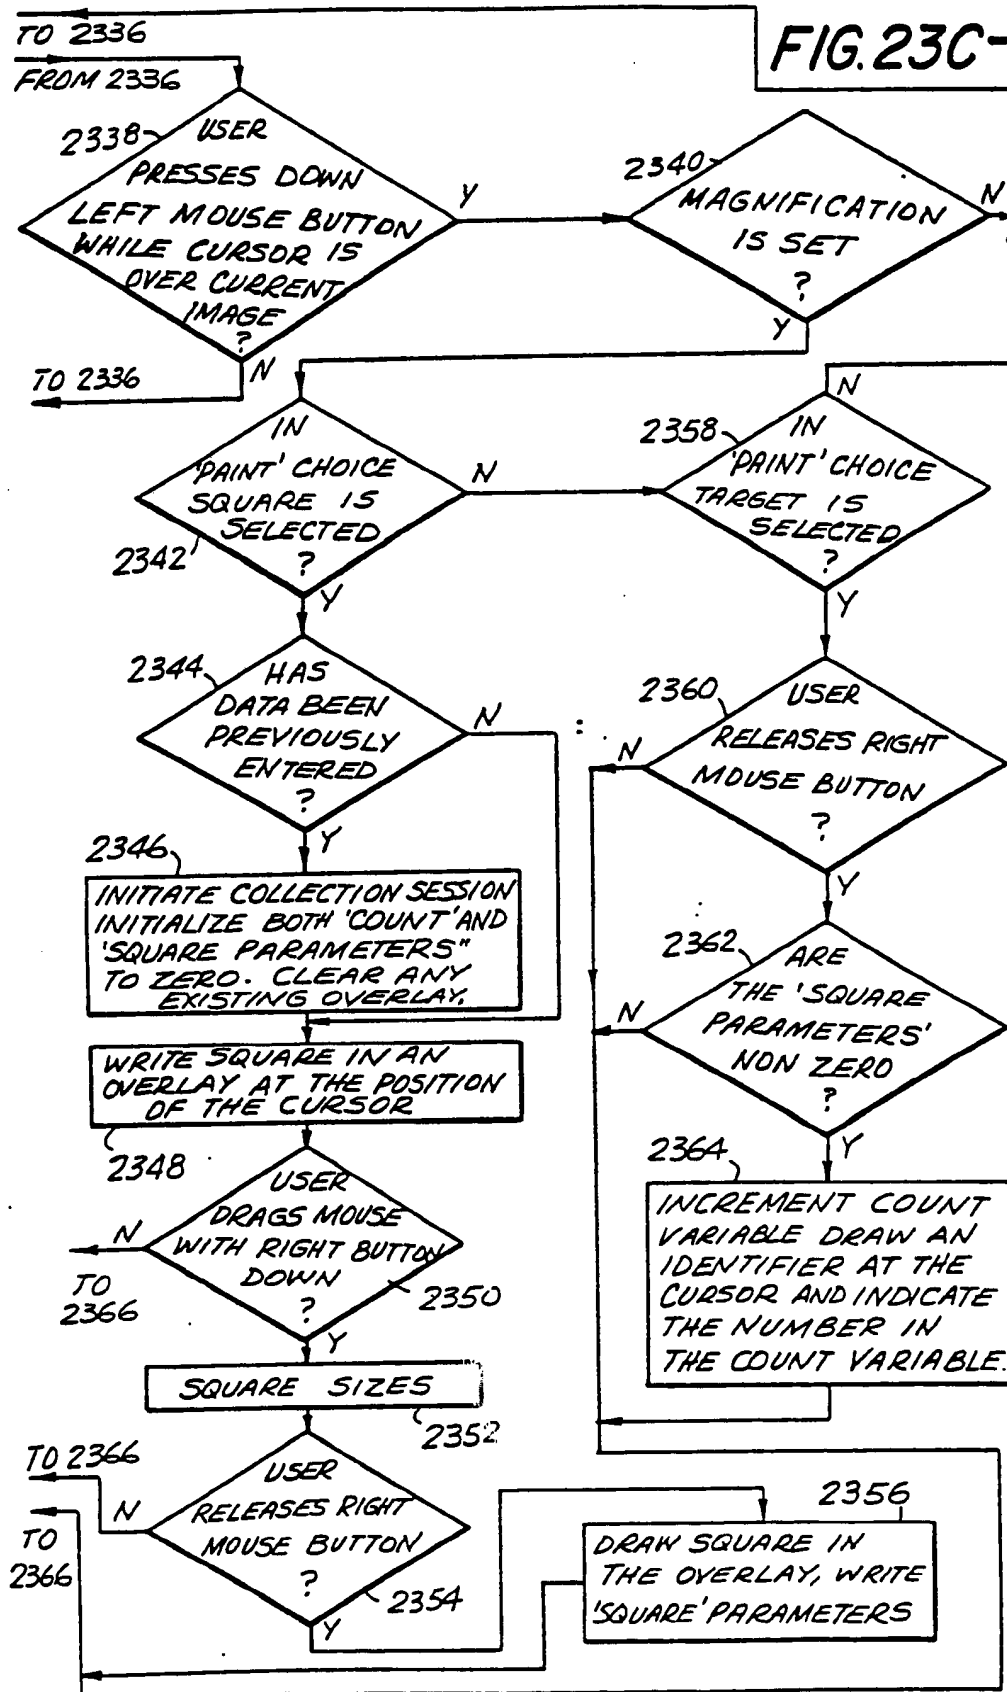 TO 2336
FROM 2336
FIG.23C-
2338
USER
PRESSES DOWN
LEFT MOUSE BUTTON
WHILE CURSOR IS
OVER CURRENT
IMAGE
?
Y
N
TO 2336
2340
MAGNIFICATION
IS SET
?
N
Y
IN
'PAINT' CHOICE
SQUARE IS
SELECTED
?
2342
N
Y
2358
IN
'PAINT' CHOICE
TARGET IS
SELECTED
?
N
Y
2344
HAS
DATA BEEN
PREVIOUSLY
ENTERED
?
N
Y
2360
USER
RELEASES RIGHT
MOUSE BUTTON
?
N
Y
2346
INITIATE COLLECTION SESSION
INITIALIZE BOTH 'COUNT' AND
'SQUARE PARAMETERS"
TO ZERO. CLEAR ANY
EXISTING OVERLAY.
2362
ARE
THE 'SQUARE
PARAMETERS'
NON ZERO
?
N
Y
WRITE SQUARE IN AN
OVERLAY AT THE POSITION
OF THE CURSOR
2348
USER
DRAGS MOUSE
WITH RIGHT BUTTON
DOWN
?
2350
N
TO
2366
Y
2364
INCREMENT COUNT
VARIABLE DRAW AN
IDENTIFIER AT THE
CURSOR AND INDICATE
THE NUMBER IN
THE COUNT VARIABLE.
SQUARE SIZES
2352
TO 2366
USER
RELEASES RIGHT
MOUSE BUTTON
?
2354
N
TO
2366
Y
2356
DRAW SQUARE IN
THE OVERLAY, WRITE
'SQUARE' PARAMETERS